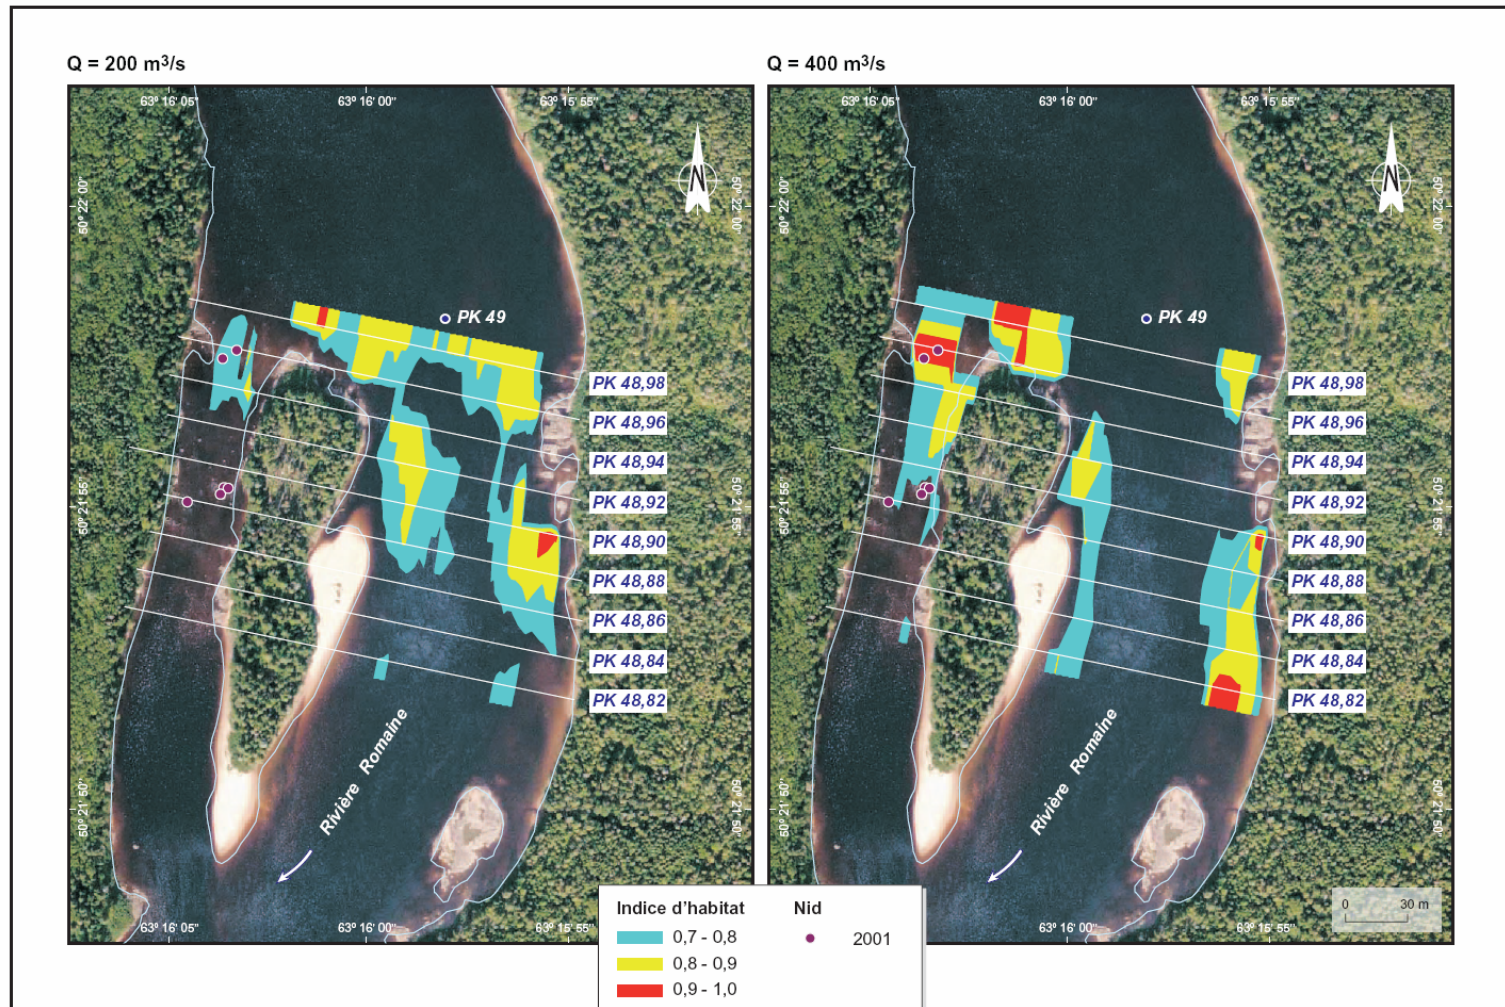 Q = 200 m³/s
63° 16' 05"
63° 16' 00"
63° 15' 55"
N
50° 22' 00"
50° 22' 00"
PK 49
PK 48,98
PK 48,96
PK 48,94
PK 48,92
PK 48,90
PK 48,88
PK 48,86
PK 48,84
PK 48,82
50° 21' 55"
50° 21' 55"
Rivière Romaine
50° 21' 50"
50° 21' 50"
63° 16' 05"
63° 16' 00"
63° 15' 55"
Q = 400 m³/s
63° 16' 05"
63° 16' 00"
63° 15' 55"
N
50° 22' 00"
50° 22' 00"
PK 49
PK 48,98
PK 48,96
PK 48,94
PK 48,92
PK 48,90
PK 48,88
PK 48,86
PK 48,84
PK 48,82
50° 21' 55"
50° 21' 55"
Rivière Romaine
50° 21' 50"
50° 21' 50"
0 30 m
63° 16' 00"
63° 15' 55"
Indice d'habitat
0,7 - 0,8
0,8 - 0,9
0,9 - 1,0
Nid
2001